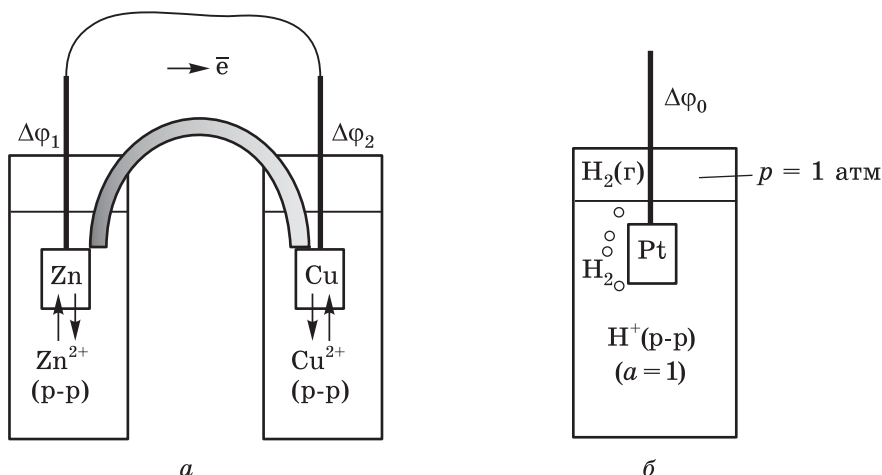 e̅
Δφ₁
Δφ₂
Zn
Cu
Zn²⁺
(р-р)
Cu²⁺
(р-р)
а
Δφ₀
H₂(г)
p = 1 атм
Pt
H₂
H⁺(р-р)
(a = 1)
б